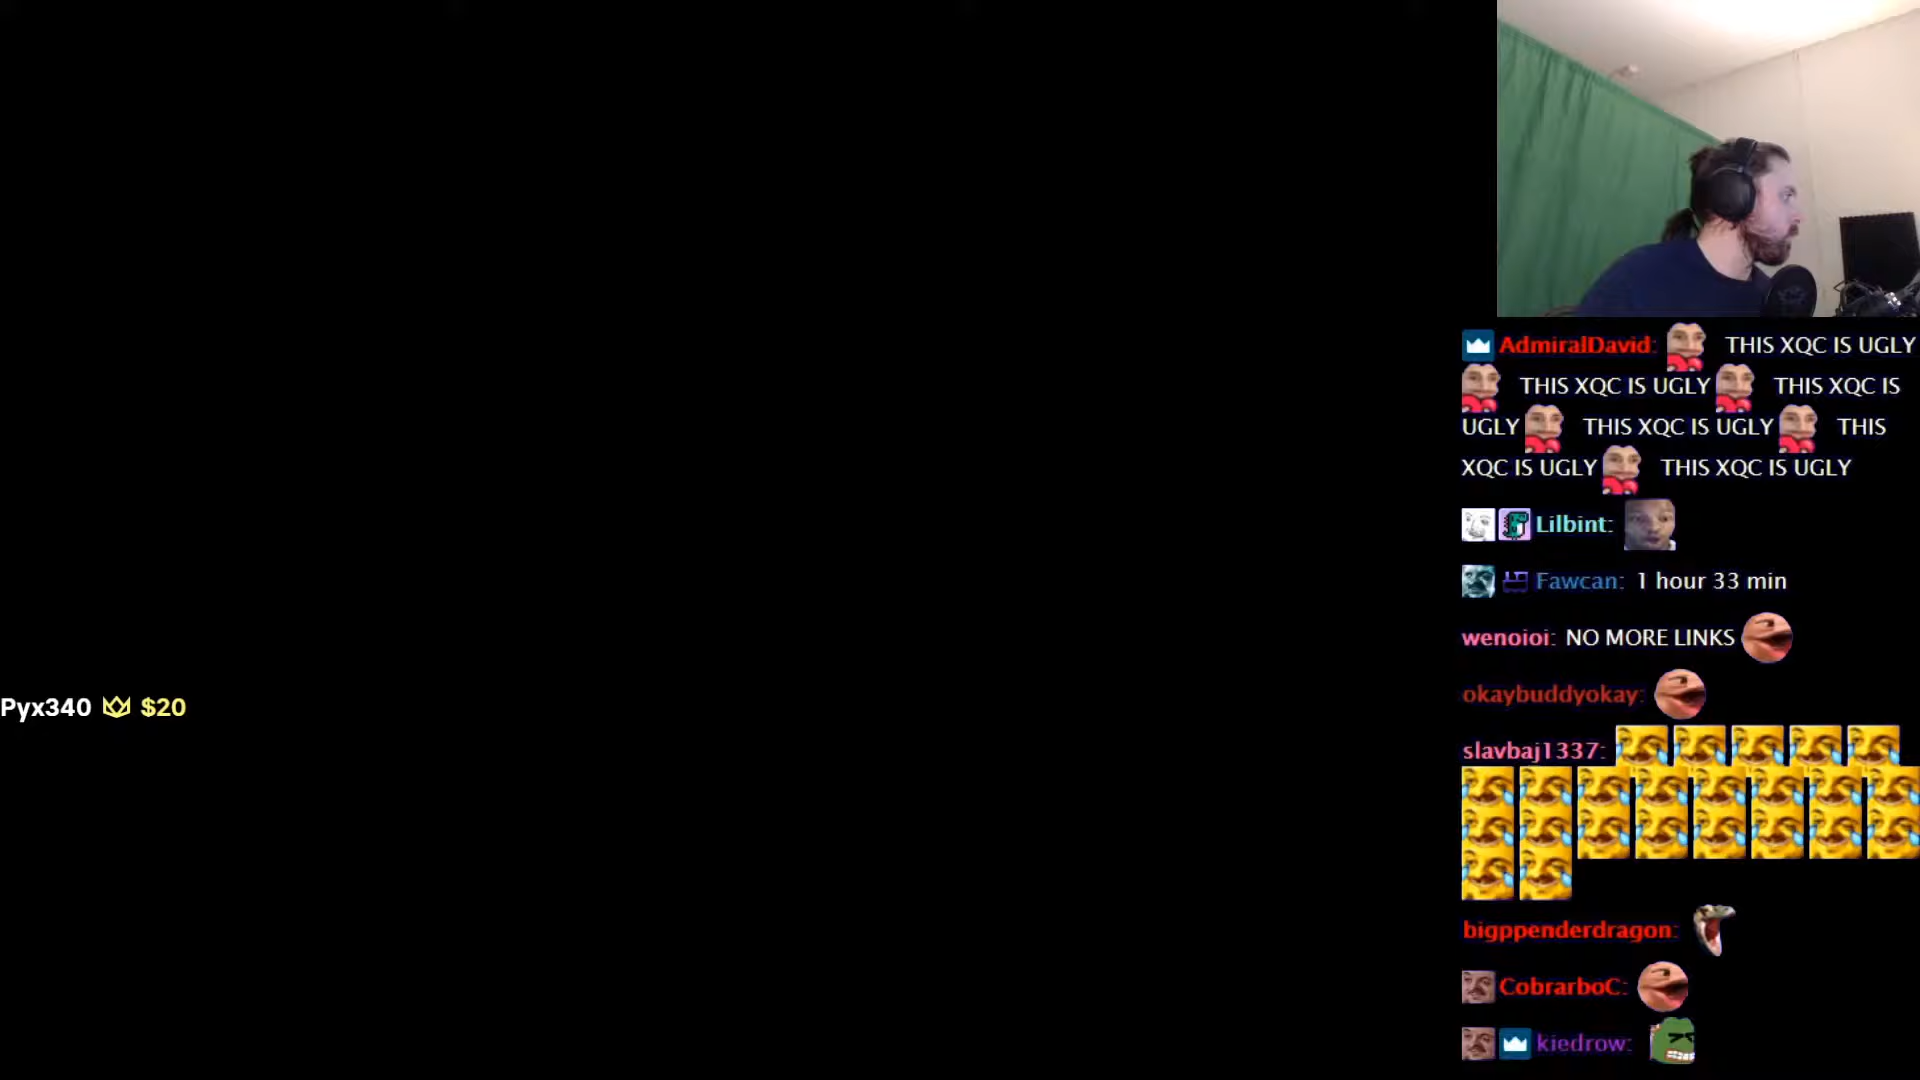 AdmiralDavid: THIS XQC IS UGLY
THIS XQC IS UGLY THIS XQC IS
UGLY THIS XQC IS UGLY THIS
XQC IS UGLY THIS XQC IS UGLY
Lilbint:
Fawcan: 1 hour 33 min
wenoioi: NO MORE LINKS
okaybuddyokay:
Pyx340 $20
slavbaj1337:
bigppenderdragon:
CobrarboC:
kiedrow: